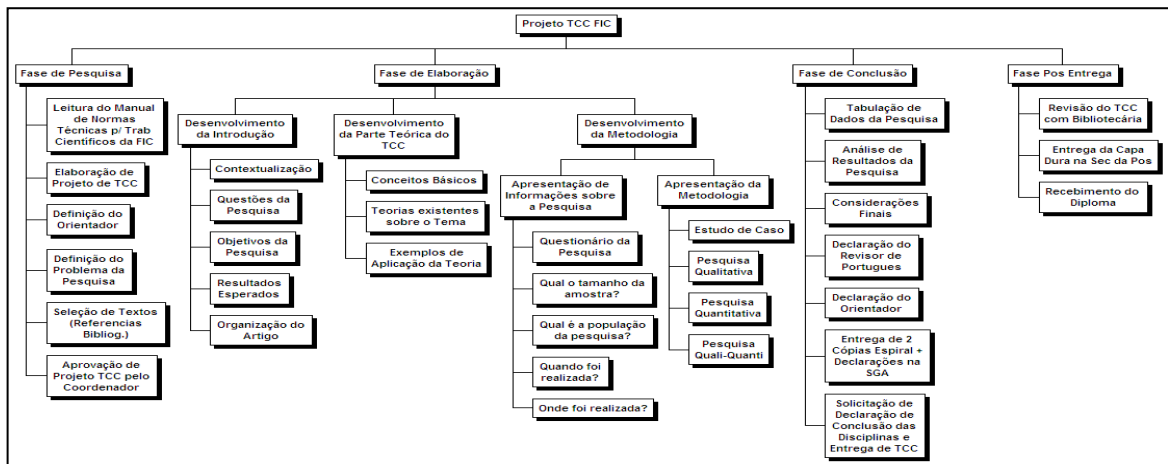 Projeto TCC FIC
Fase de Pesquisa
Leitura do Manual
de Normas
Técnicas p/ Trab
Científicos da FIC
Elaboração de
Projeto de TCC
Definição do
Orientador
Definição do
Problema da
Pesquisa
Seleção de Textos
(Referencias
Bibliog.)
Aprovação de
Projeto TCC pelo
Coordenador
Fase de Elaboração
Desenvolvimento
da Introdução
Contextualização
Questões da
Pesquisa
Objetivos da
Pesquisa
Resultados
Esperados
Organização do
Artigo
Desenvolvimento
da Parte Teórica do
TCC
Conceitos Básicos
Teorias existentes
sobre o Tema
Exemplos de
Aplicação da Teoria
Desenvolvimento
da Metodologia
Apresentação de
Informações sobre
a Pesquisa
Questionário da
Pesquisa
Qual o tamanho da
amostra?
Qual é a população
da pesquisa?
Quando foi
realizada?
Onde foi realizada?
Apresentação da
Metodologia
Estudo de Caso
Pesquisa
Qualitativa
Pesquisa
Quantitativa
Pesquisa
Quali-Quanti
Fase de Conclusão
Tabulação de
Dados da Pesquisa
Análise de
Resultados da
Pesquisa
Considerações
Finais
Declaração do
Revisor de
Portugues
Declaração do
Orientador
Entrega de 2
Cópias Espiral +
Declarações na
SGA
Solicitação de
Declaração de
Conclusão das
Disciplinas e
Entrega de TCC
Fase Pos Entrega
Revisão do TCC
com Bibliotecária
Entrega da Capa
Dura na Sec da Pos
Recebimento do
Diploma